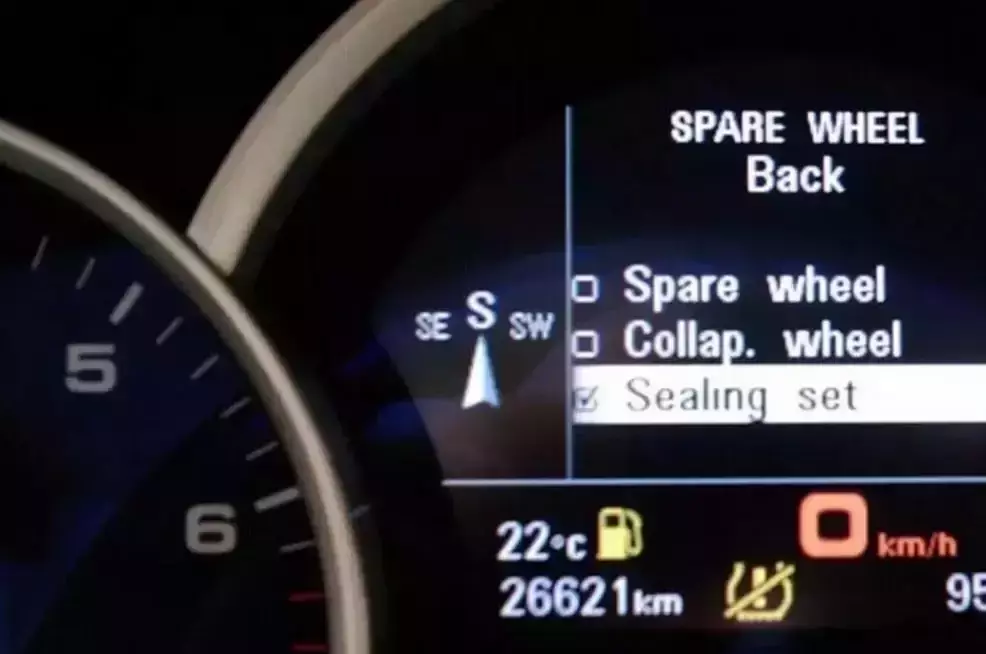 SPARE WHEEL
Back
Spare wheel
Collap. wheel
Sealing set
SE S SW
5
6
22°C
0 km/h
26621km
95